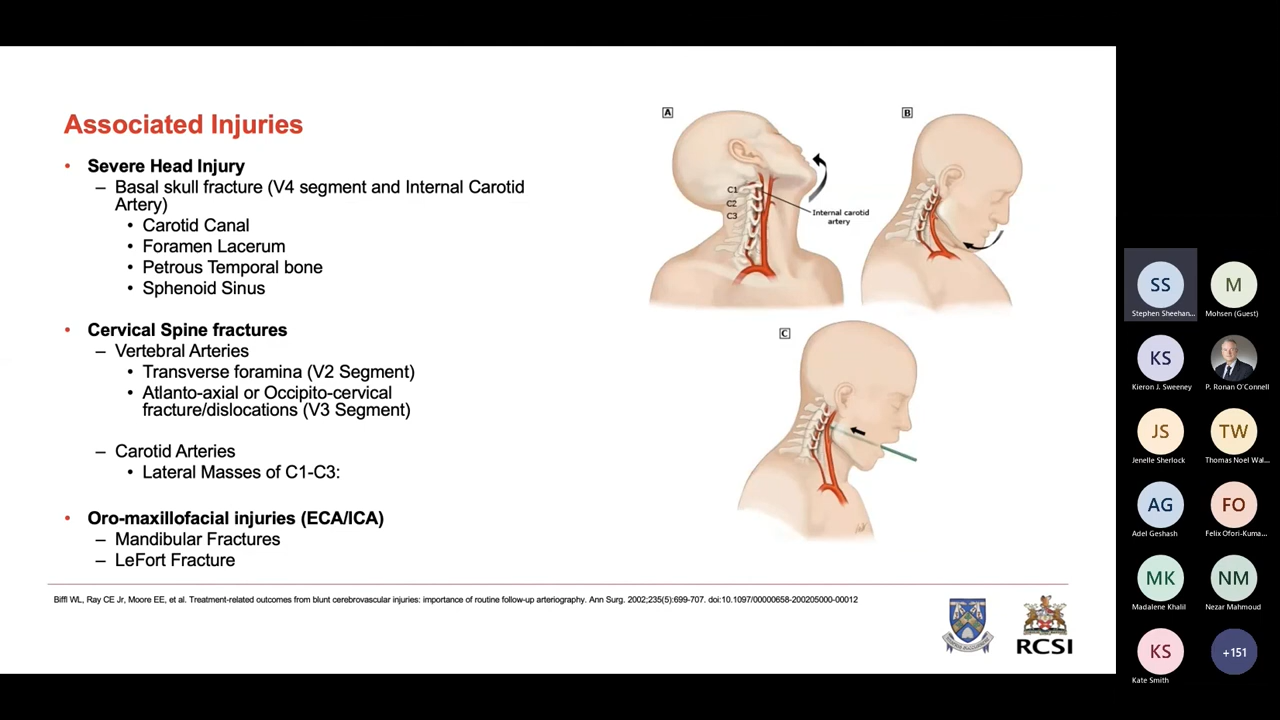 Associated Injuries
• Severe Head Injury
– Basal skull fracture (V4 segment and Internal Carotid
Artery)
• Carotid Canal
• Foramen Lacerum
• Petrous Temporal bone
• Sphenoid Sinus
• Cervical Spine fractures
– Vertebral Arteries
• Transverse foramina (V2 Segment)
• Atlanto-axial or Occipito-cervical
fracture/dislocations (V3 Segment)
– Carotid Arteries
• Lateral Masses of C1-C3:
• Oro-maxillofacial injuries (ECA/ICA)
– Mandibular Fractures
– LeFort Fracture
A
C1
C2
C3
Internal carotid
artery
B
C
Biffl WL, Ray CE Jr, Moore EE, et al. Treatment-related outcomes from blunt cerebrovascular injuries: importance of routine follow-up arteriography. Ann Surg. 2002;235(5):699-707. doi:10.1097/00000658-200205000-00012
RCSI
SS
Stephen Sheehan...
M
Mohsen (Guest)
KS
Kieron J. Sweeney
P. Ronan O'Connell
JS
Jenelle Sherlock
TW
Thomas Noel Wal...
AG
Adel Geshash
FO
Felix Ofori-Kuma...
MK
Madalene Khalil
NM
Nezar Mahmoud
KS
Kate Smith
+151